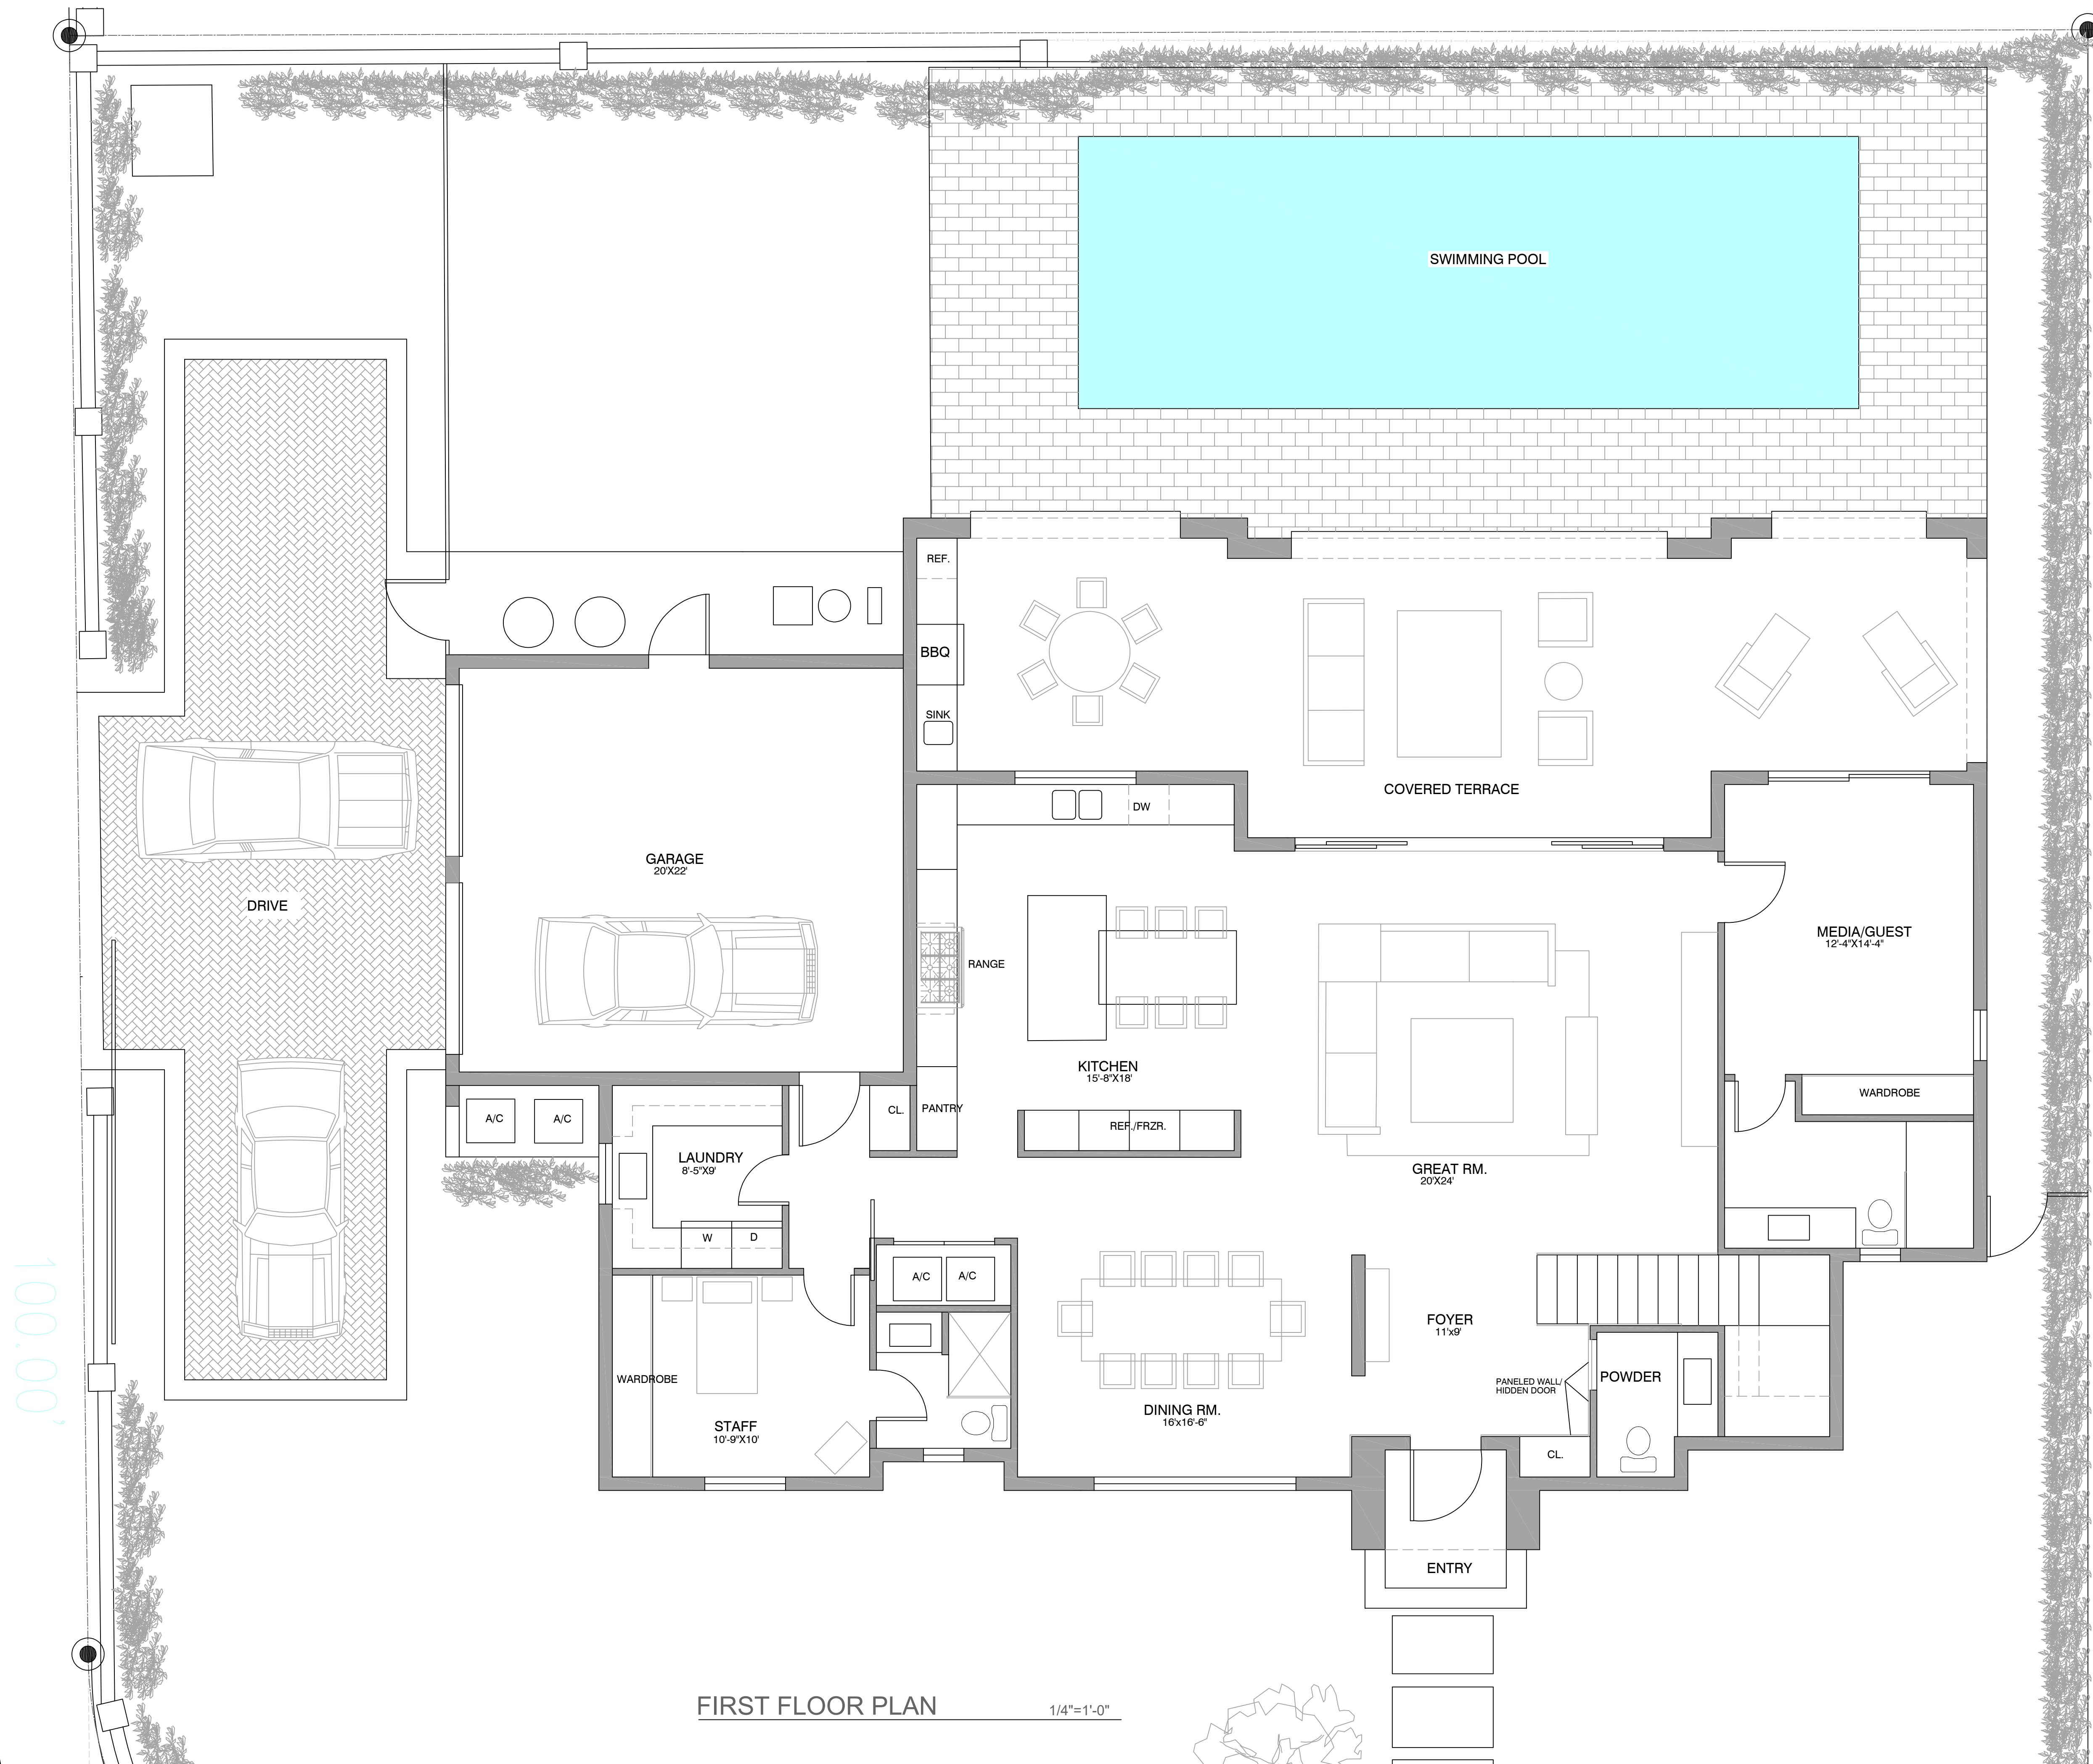 SWIMMING POOL
REF.
BBQ
SINK
COVERED TERRACE
DW
GARAGE
20'X22'
DRIVE
MEDIA/GUEST
12'-4"X14'-4"
RANGE
KITCHEN
15'-8"X18'
WARDROBE
A/C
A/C
CL.
PANTRY
REF./FRZR.
LAUNDRY
8'-5"X9'
GREAT RM.
20'X24'
W
D
A/C
A/C
FOYER
11'x9'
100.00'
WARDROBE
PANELED WALL/
HIDDEN DOOR
POWDER
STAFF
10'-9"X10'
DINING RM.
16'x16'-6"
CL.
ENTRY
FIRST FLOOR PLAN
1/4"=1'-0"